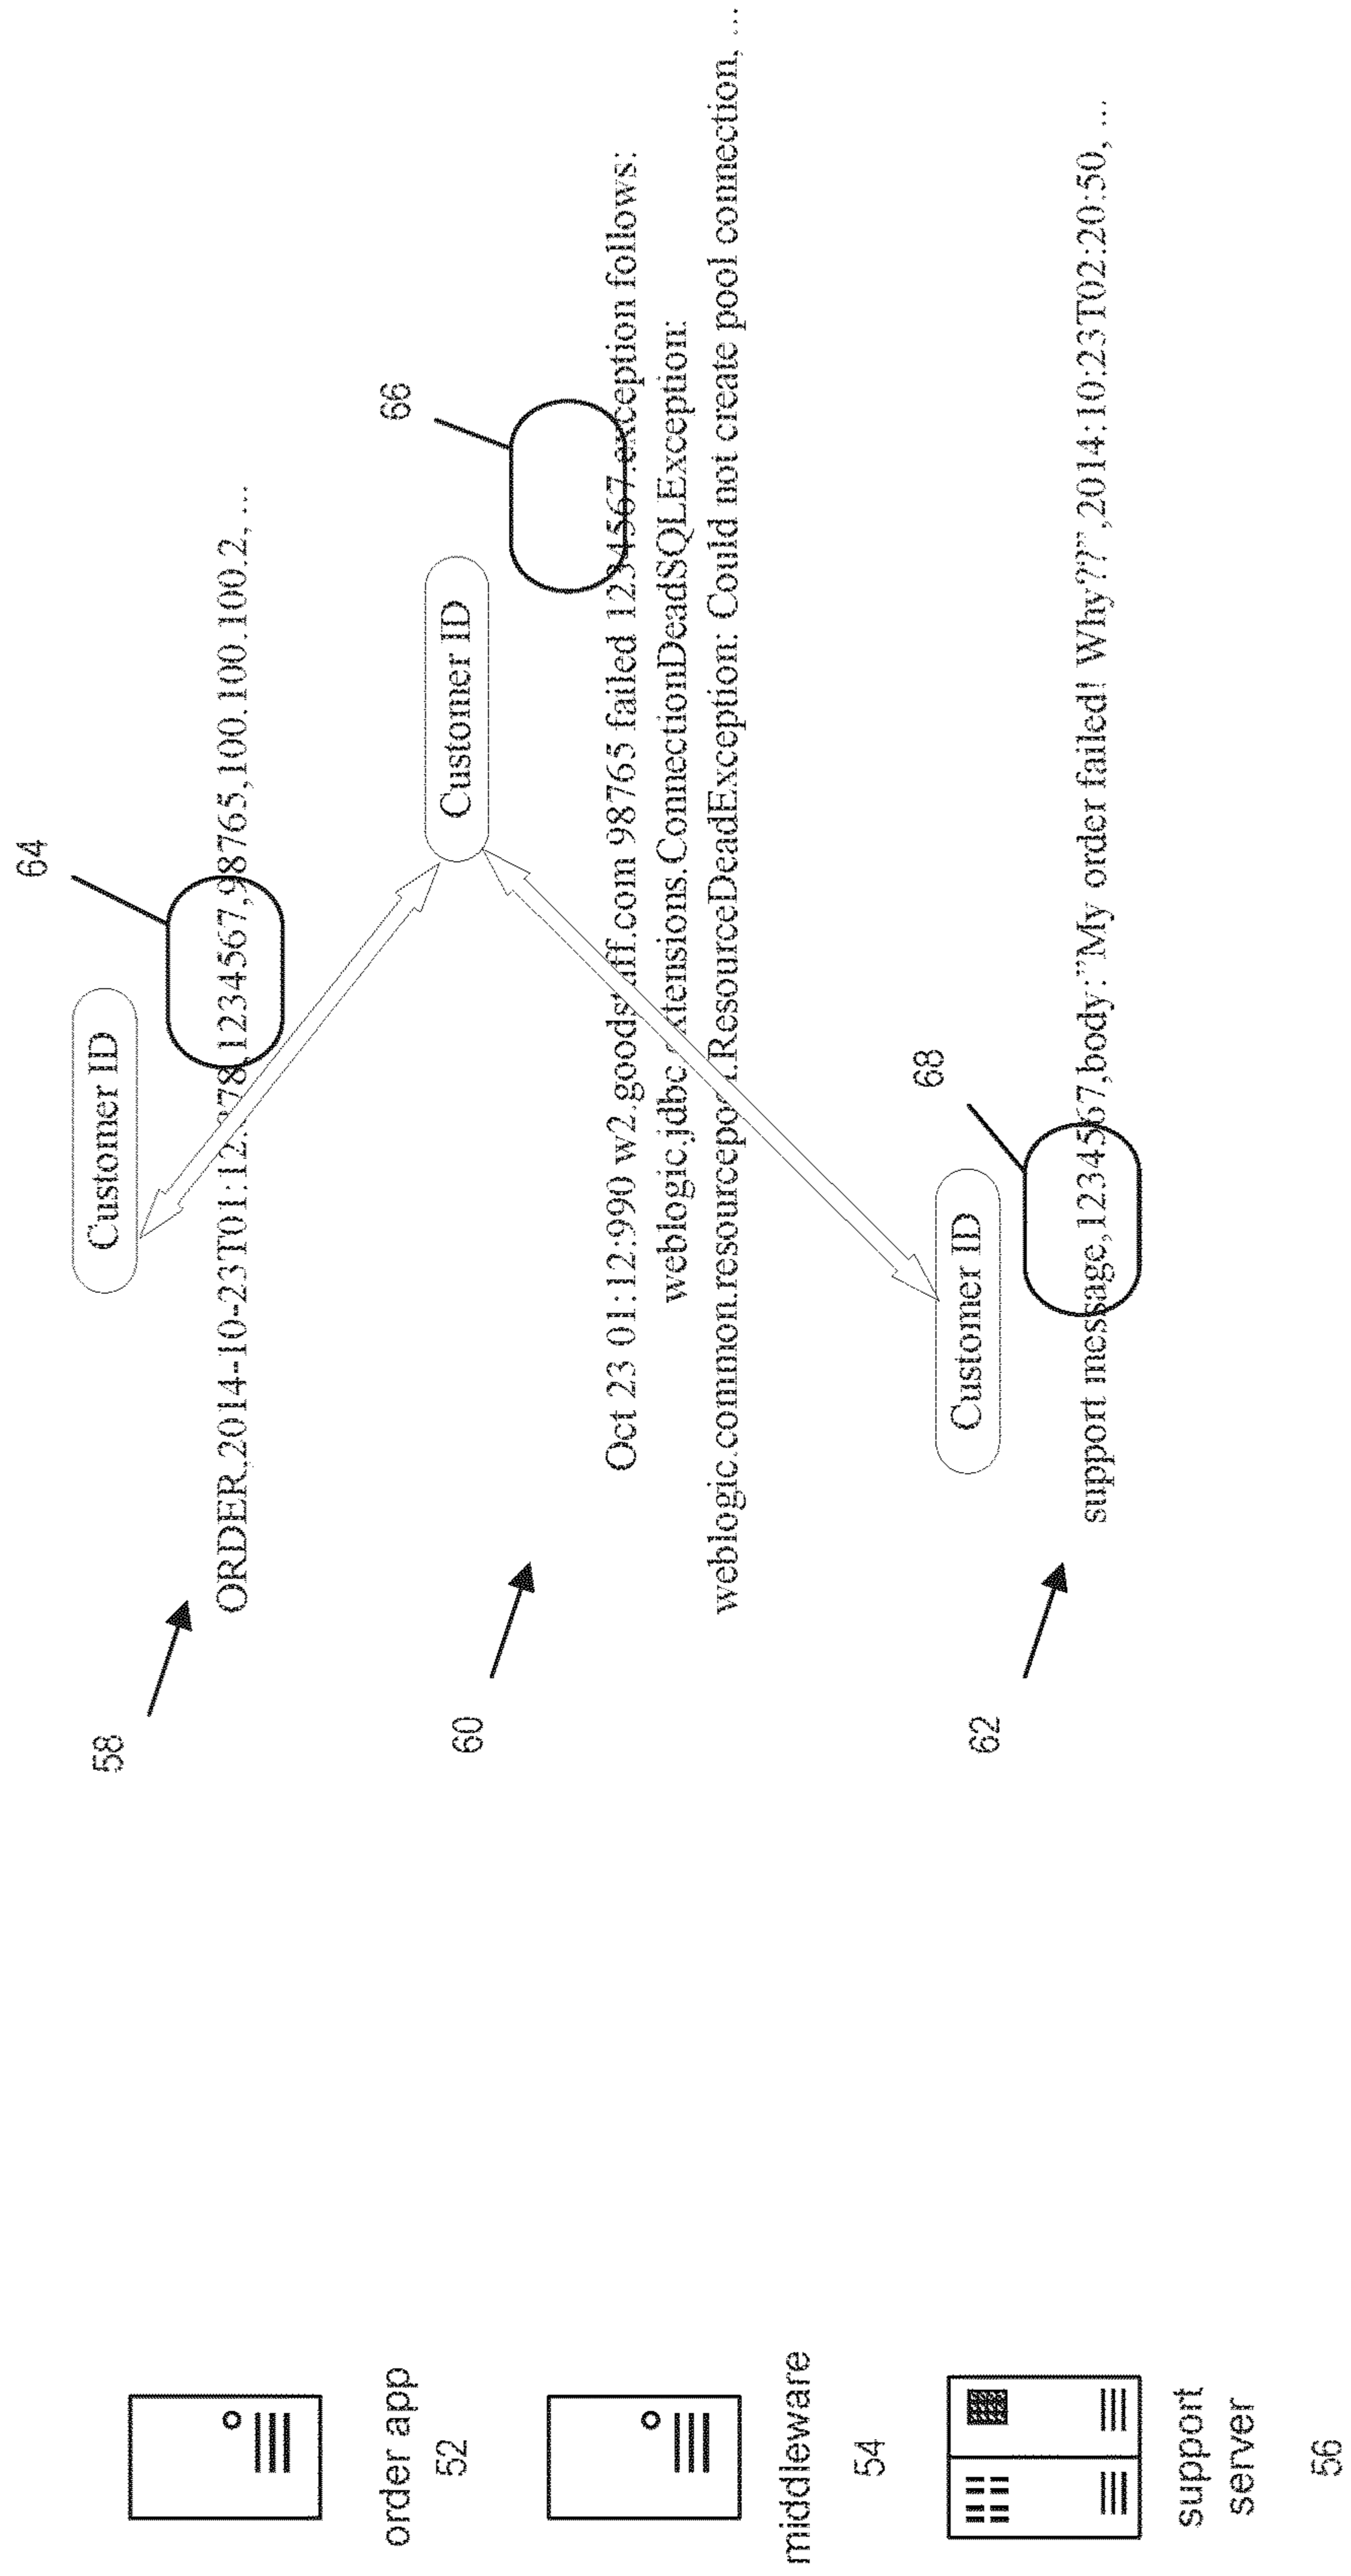 64
Customer ID
58
ORDER,2014-10-23T01:12:878,1234567,98765,100.100.100.2, ...
order app
52
66
Customer ID
60
Oct 23 01:12:990 w2.goodstuff.com 98765 failed 1234567.exception follows:
weblogic.jdbc.extensions.ConnectionDeadSQLException:
weblogic.common.resourcepool.ResourceDeadException: Could not create pool connection, ...
middleware
54
68
Customer ID
62
support message,1234567,body:"My order failed! Why??",2014:10:23T02:20:50, ...
support
server
56